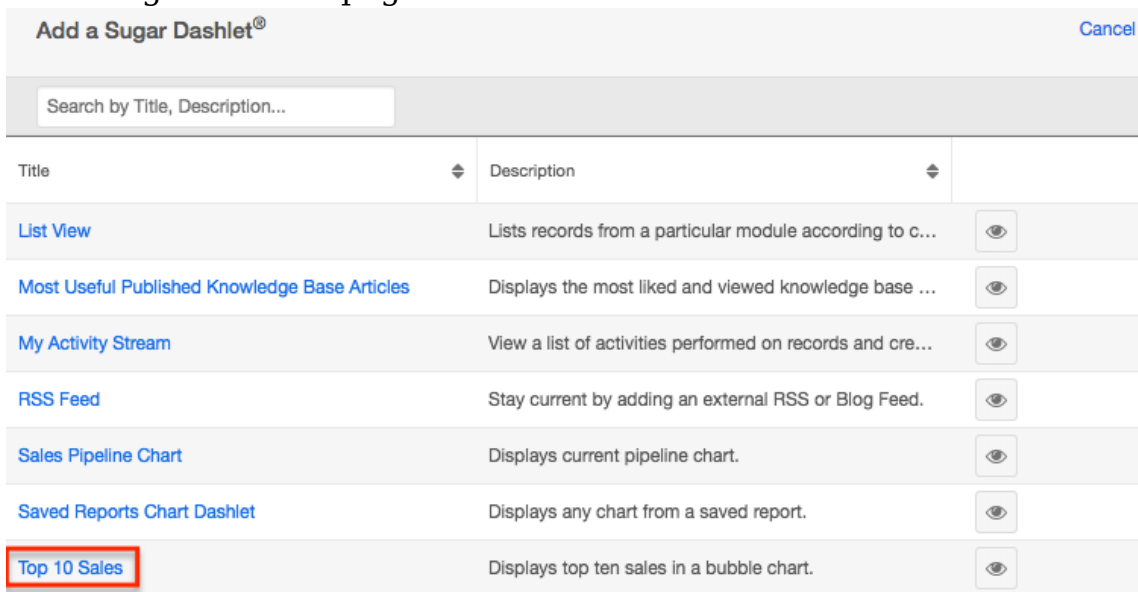 Add a Sugar Dashlet® Cancel
Search by Title, Description...
Title Description
List View Lists records from a particular module according to c...
Most Useful Published Knowledge Base Articles Displays the most liked and viewed knowledge base ...
My Activity Stream View a list of activities performed on records and cre...
RSS Feed Stay current by adding an external RSS or Blog Feed.
Sales Pipeline Chart Displays current pipeline chart.
Saved Reports Chart Dashlet Displays any chart from a saved report.
Top 10 Sales Displays top ten sales in a bubble chart.